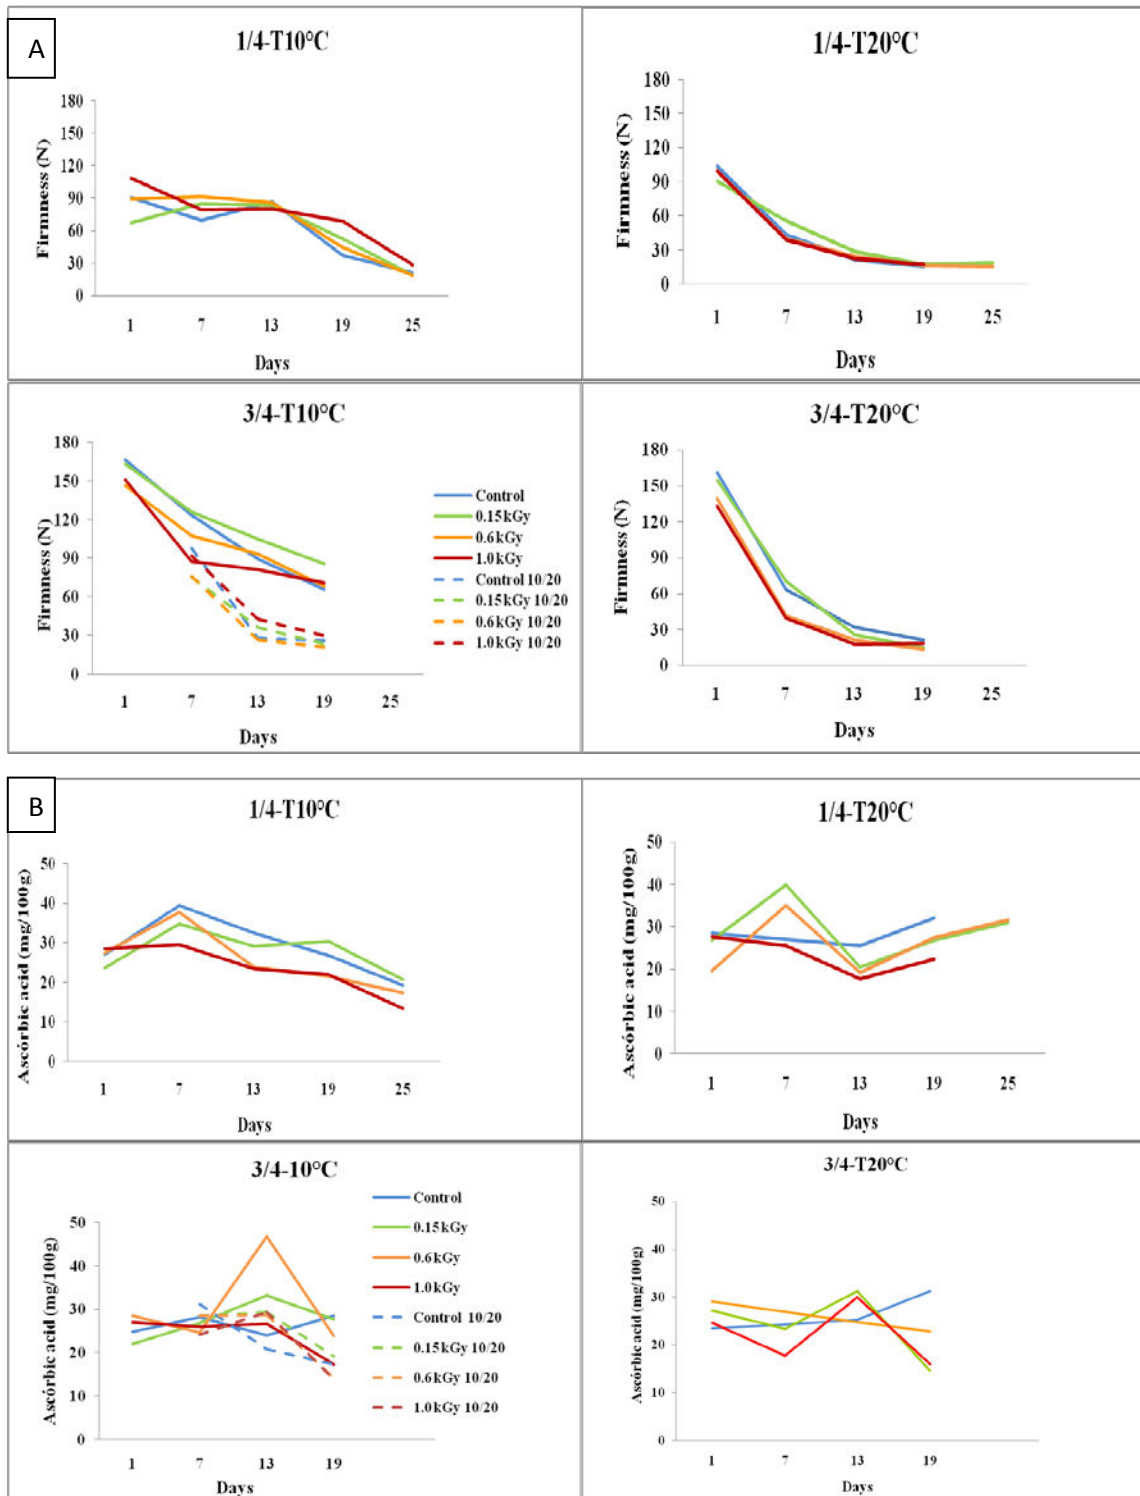 A
1/4-T10°C
Firmness (N)
180
150
120
90
60
30
0
1 7 13 19 25
Days
1/4-T20°C
Firmness (N)
180
150
120
90
60
30
0
1 7 13 19 25
Days
3/4-T10°C
Firmness (N)
180
150
120
90
60
30
0
1 7 13 19 25
Days
Control
0.15kGy
0.6kGy
1.0kGy
Control 10/20
0.15kGy 10/20
0.6kGy 10/20
1.0kGy 10/20
3/4-T20°C
Firmness (N)
180
150
120
90
60
30
0
1 7 13 19 25
Days
B
1/4-T10°C
Ascórbic acid (mg/100g)
50
40
30
20
10
0
1 7 13 19 25
Days
1/4-T20°C
Ascórbic acid (mg/100g)
50
40
30
20
10
0
1 7 13 19 25
Days
3/4-10°C
Ascórbic acid (mg/100g)
50
40
30
20
10
0
1 7 13 19
Days
Control
0.15kGy
0.6kGy
1.0kGy
Control 10/20
0.15kGy 10/20
0.6kGy 10/20
1.0kGy 10/20
3/4-T20°C
Ascórbic acid (mg/100g)
50
40
30
20
10
0
1 7 13 19
Days